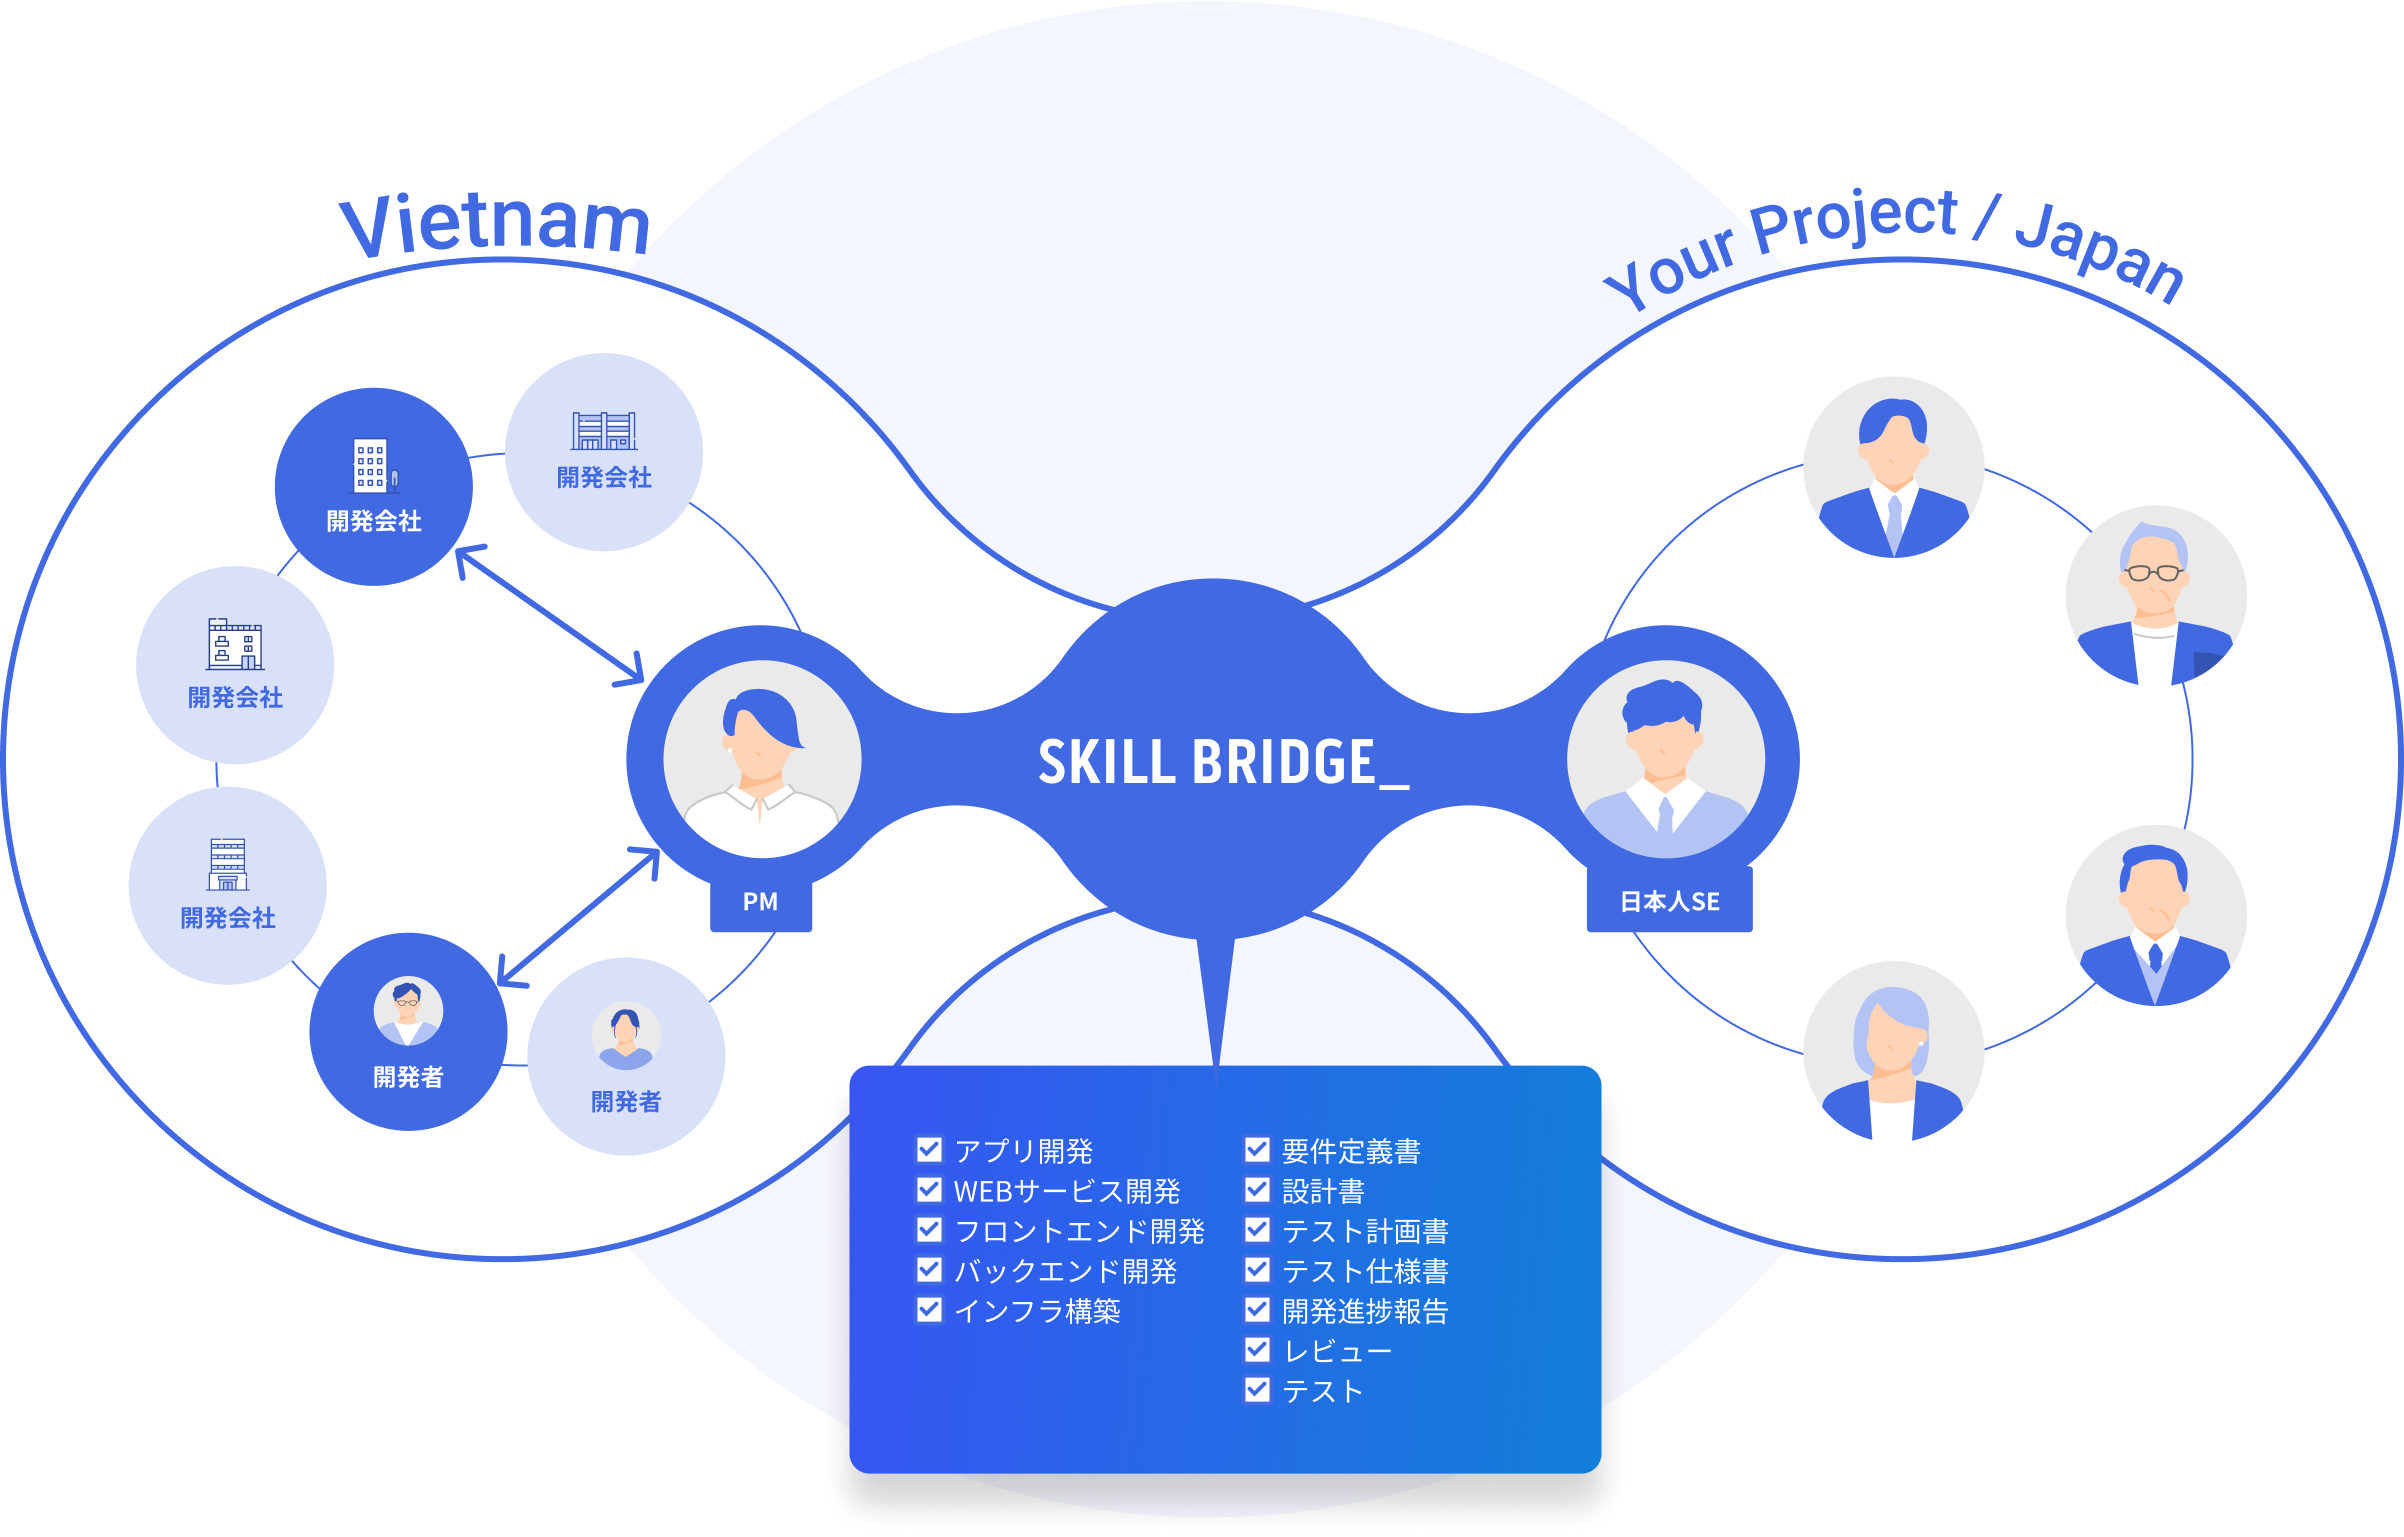 Vietnam
Your Project / Japan
開発会社
開発会社
開発会社
開発会社
開発者
開発者
PM
SKILL BRIDGE_
日本人SE
アプリ開発
WEBサービス開発
フロントエンド開発
バックエンド開発
インフラ構築
要件定義書
設計書
テスト計画書
テスト仕様書
開発進捗報告
レビュー
テスト